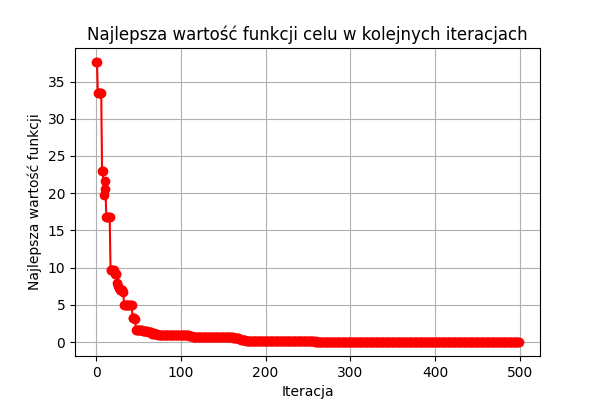 Najlepsza wartość funkcji celu w kolejnych iteracjach
Najlepsza wartość funkcji
35
30
25
20
15
10
5
0
0 100 200 300 400 500
Iteracja